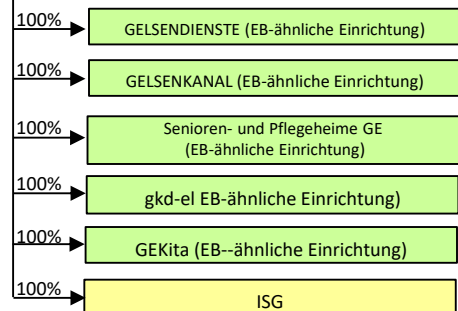 100%
GELSENDIENSTE (EB-ähnliche Einrichtung)
100%
GELSENKANAL (EB-ähnliche Einrichtung)
100%
Senioren- und Pflegeheime GE
(EB-ähnliche Einrichtung)
100%
gkd-el EB-ähnliche Einrichtung)
100%
GEKita (EB--ähnliche Einrichtung)
100%
ISG